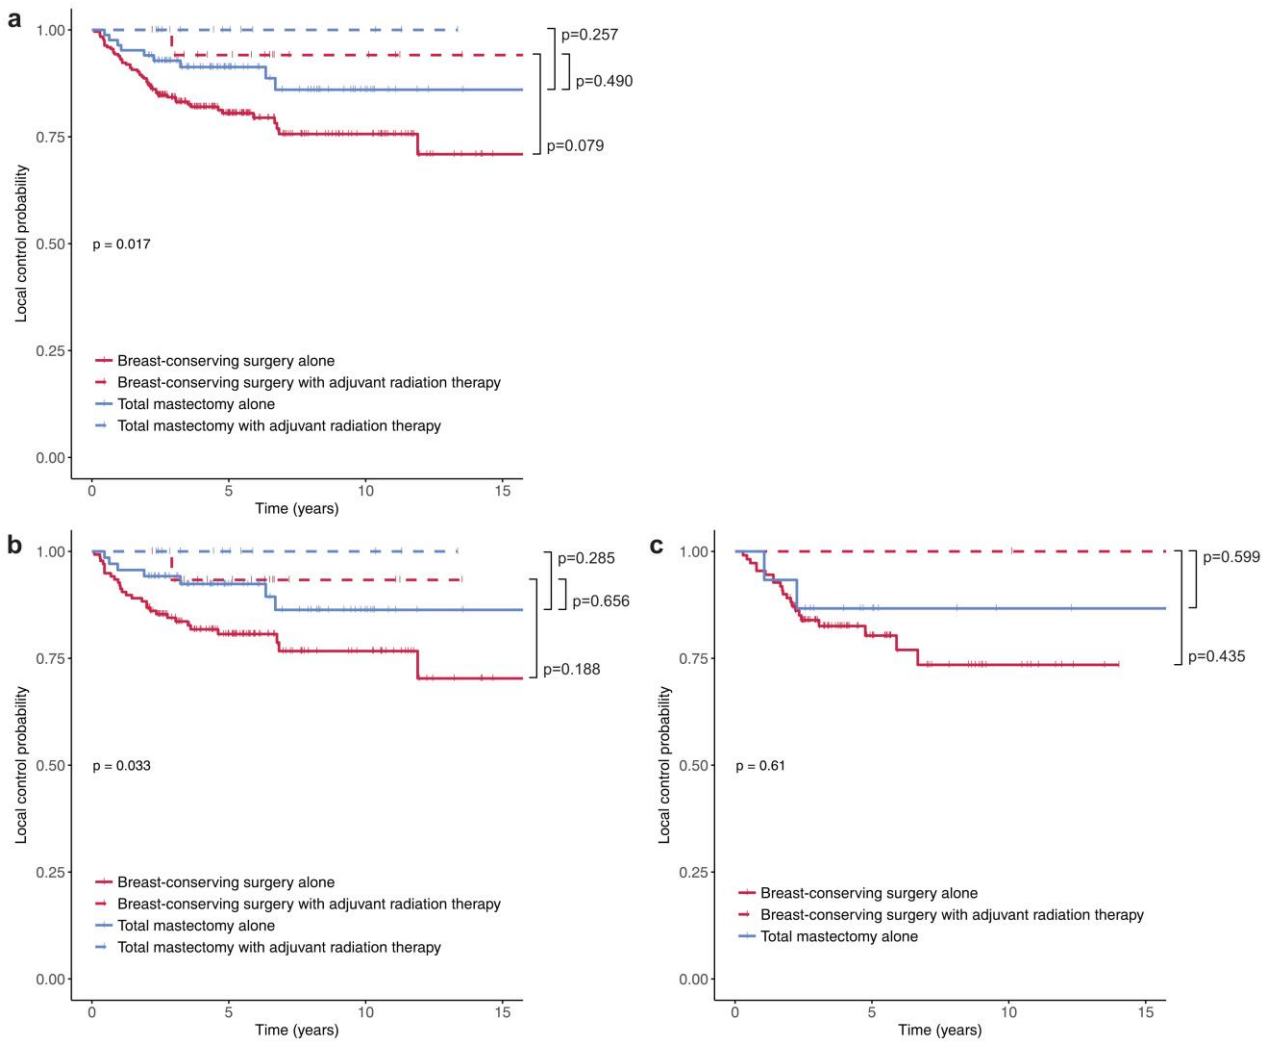 a
Local control probability
1.00
0.75
0.50
0.25
0.00
p = 0.017
p=0.257
p=0.490
p=0.079
Breast-conserving surgery alone
Breast-conserving surgery with adjuvant radiation therapy
Total mastectomy alone
Total mastectomy with adjuvant radiation therapy
0 5 10 15
Time (years)
b
Local control probability
1.00
0.75
0.50
0.25
0.00
p = 0.033
p=0.285
p=0.656
p=0.188
Breast-conserving surgery alone
Breast-conserving surgery with adjuvant radiation therapy
Total mastectomy alone
Total mastectomy with adjuvant radiation therapy
0 5 10 15
Time (years)
c
Local control probability
1.00
0.75
0.50
0.25
0.00
p = 0.61
p=0.599
p=0.435
Breast-conserving surgery alone
Breast-conserving surgery with adjuvant radiation therapy
Total mastectomy alone
0 5 10 15
Time (years)